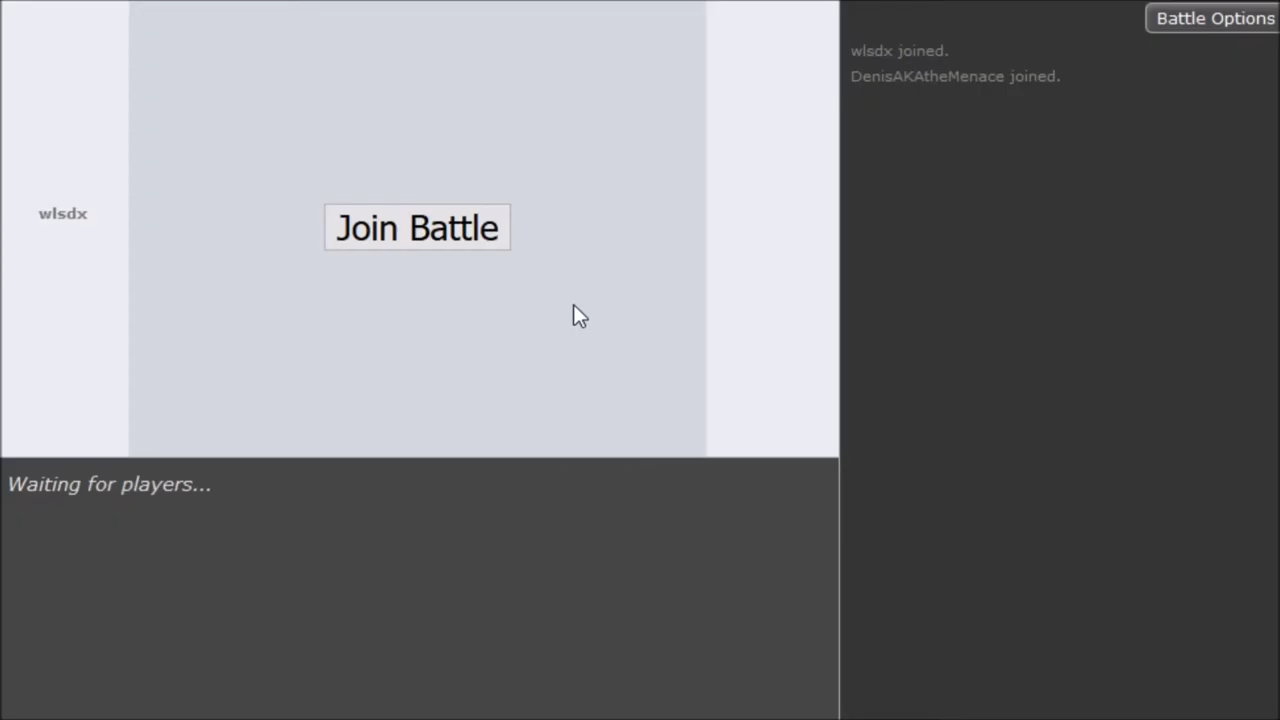 Battle Options
wlsdx joined.
DenisAKAtheMenace joined.
wlsdx
Join Battle
Waiting for players...